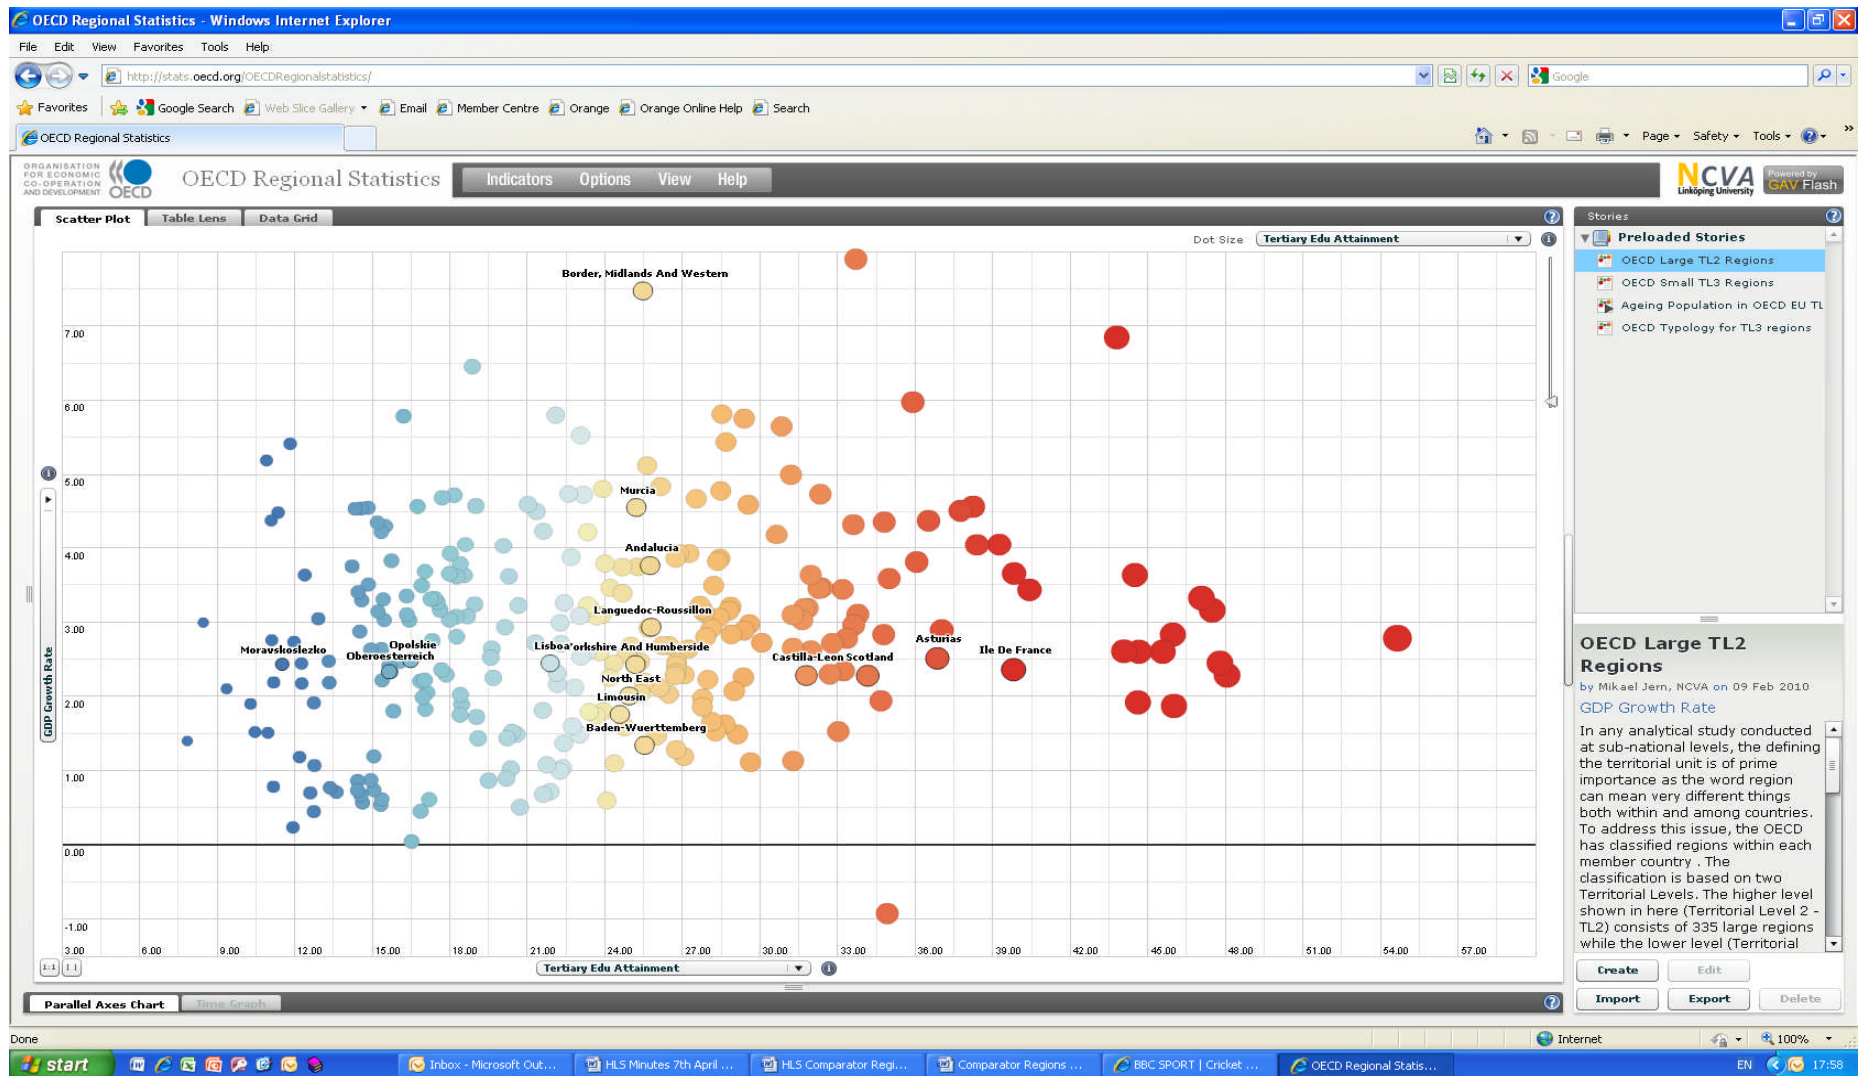 OECD Regional Statistics - Windows Internet Explorer
File Edit View Favorites Tools Help
http://stats.oecd.org/OECDRegionalstatistics/
Google
Favorites Google Search Web Slice Gallery Email Member Centre Orange Orange Online Help Search
OECD Regional Statistics
Page Safety Tools
ORGANISATION
FOR ECONOMIC
CO-OPERATION
AND DEVELOPMENT
OECD
OECD Regional Statistics
Indicators Options View Help
NCVA
Linköping University
Powered by
GAV Flash
Scatter Plot Table Lens Data Grid
Dot Size Tertiary Edu Attainment
Border, Midlands And Western
7.00
6.00
5.00
Murcia
4.00
Andalucia
Languedoc-Roussillon
3.00
Asturias
Opolskie
Lisboa 'orkshire And Humberside
Moravskoslezko
Ile De France
Oberoesterreich
Castilla-Leon Scotland
North East
Limousin
2.00
Baden-Wuerttemberg
1.00
0.00
-1.00
GDP Growth Rate
3.00 6.00 9.00 12.00 15.00 18.00 21.00 24.00 27.00 30.00 33.00 36.00 39.00 42.00 45.00 48.00 51.00 54.00 57.00
1:1 [ ]
Tertiary Edu Attainment
Parallel Axes Chart Time Graph
Stories
Preloaded Stories
OECD Large TL2 Regions
OECD Small TL3 Regions
Ageing Population in OECD EU TL
OECD Typology for TL3 regions
OECD Large TL2
Regions
by Mikael Jern, NCVA on 09 Feb 2010
GDP Growth Rate
In any analytical study conducted
at sub-national levels, the defining
the territorial unit is of prime
importance as the word region
can mean very different things
both within and among countries.
To address this issue, the OECD
has classified regions within each
member country . The
classification is based on two
Territorial Levels. The higher level
shown in here (Territorial Level 2 -
TL2) consists of 335 large regions
while the lower level (Territorial
Create Edit
Import Export Delete
Done
Internet
100%
start
Inbox - Microsoft Out...
HLS Minutes 7th April ...
HLS Comparator Regi...
Comparator Regions ...
BBC SPORT | Cricket ...
OECD Regional Statis...
EN
17:58